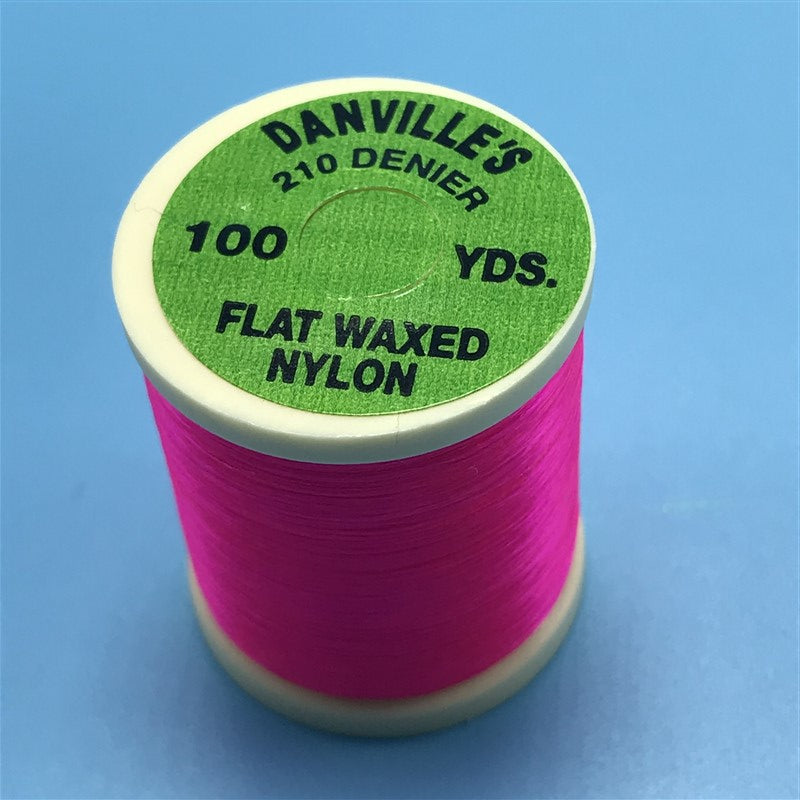 DANVILLE'S
210 DENIER
100 YDS.
FLAT WAXED
NYLON